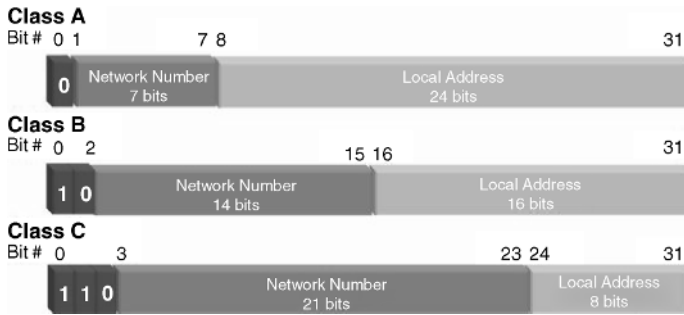 Class A
Bit # 0 1 7 8 31
0 Network Number Local Address
7 bits 24 bits
Class B
Bit # 0 2 15 16 31
1 0 Network Number Local Address
14 bits 16 bits
Class C
Bit # 0 3 23 24 31
1 1 0 Network Number Local Address
21 bits 8 bits